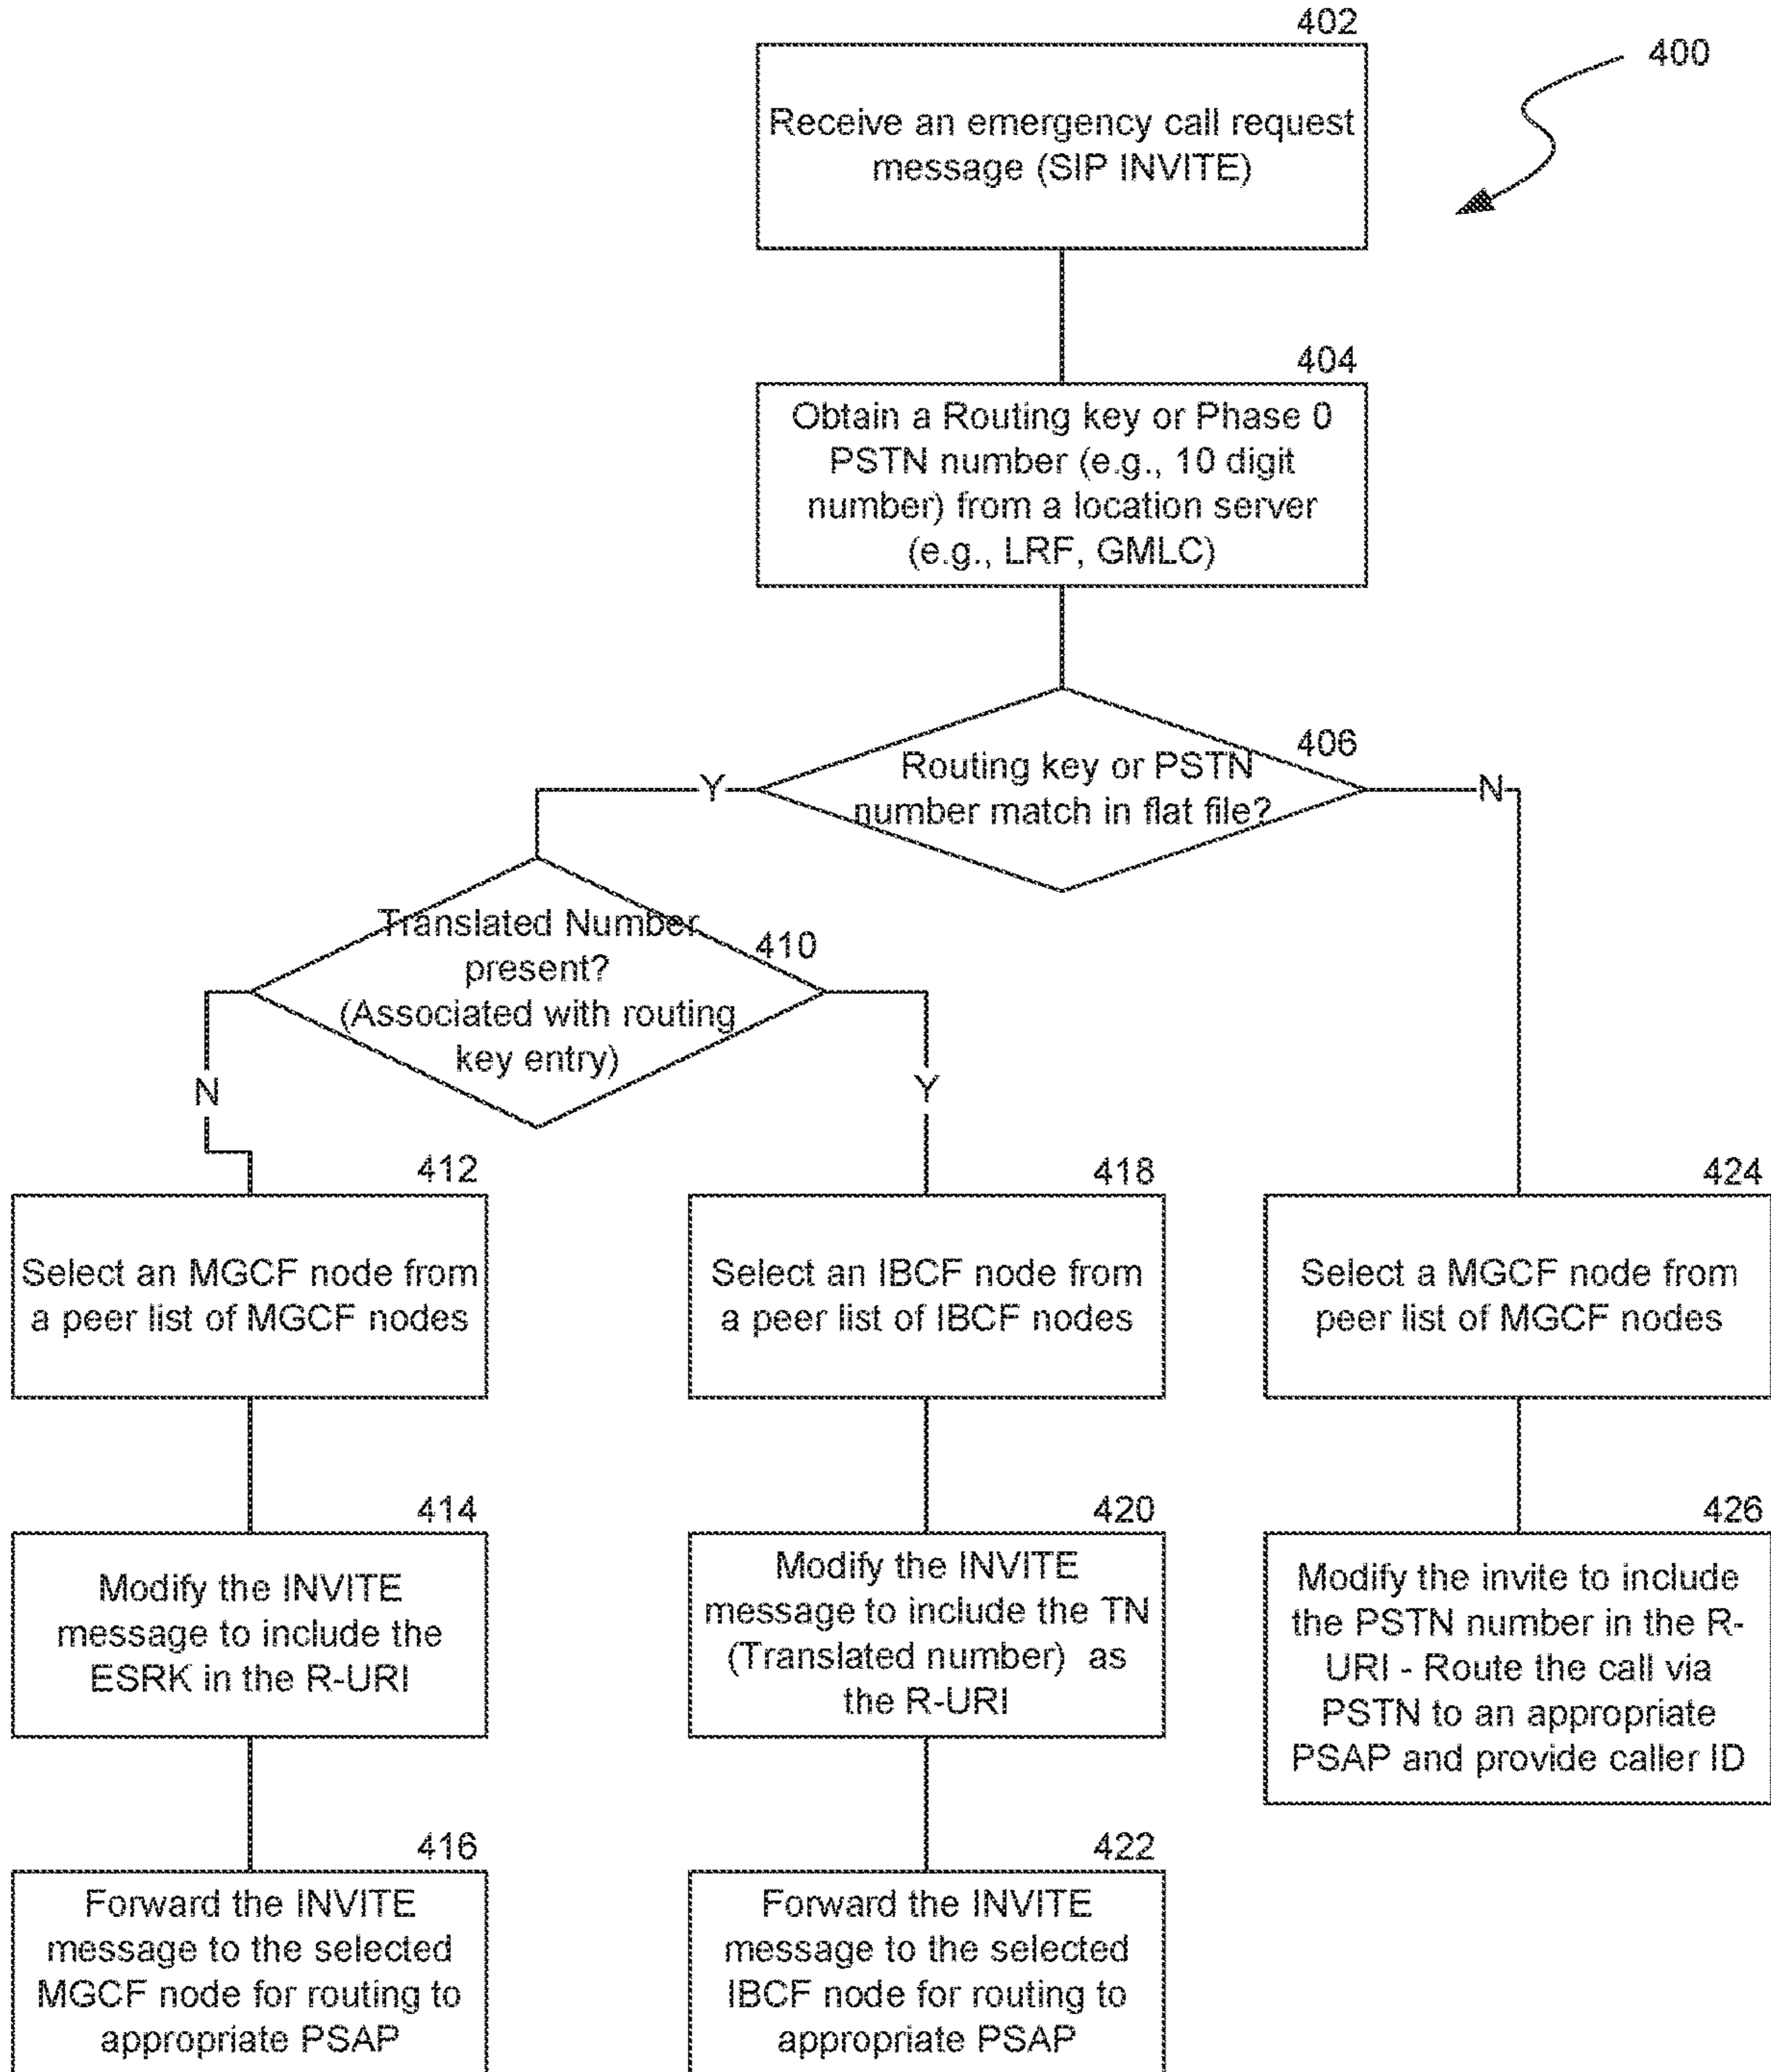 402
400
Receive an emergency call request
message (SIP INVITE)
404
Obtain a Routing key or Phase 0
PSTN number (e.g., 10 digit
number) from a location server
(e.g., LRF, GMLC)
406
Routing key or PSTN
number match in flat file?
Y
N
Translated Number
present?
(Associated with routing
key entry)
410
N
Y
412
Select an MGCF node from
a peer list of MGCF nodes
418
Select an IBCF node from
a peer list of IBCF nodes
424
Select a MGCF node from
peer list of MGCF nodes
414
Modify the INVITE
message to include the
ESRK in the R-URI
420
Modify the INVITE
message to include the TN
(Translated number) as
the R-URI
426
Modify the invite to include
the PSTN number in the R-
URI - Route the call via
PSTN to an appropriate
PSAP and provide caller ID
416
Forward the INVITE
message to the selected
MGCF node for routing to
appropriate PSAP
422
Forward the INVITE
message to the selected
IBCF node for routing to
appropriate PSAP